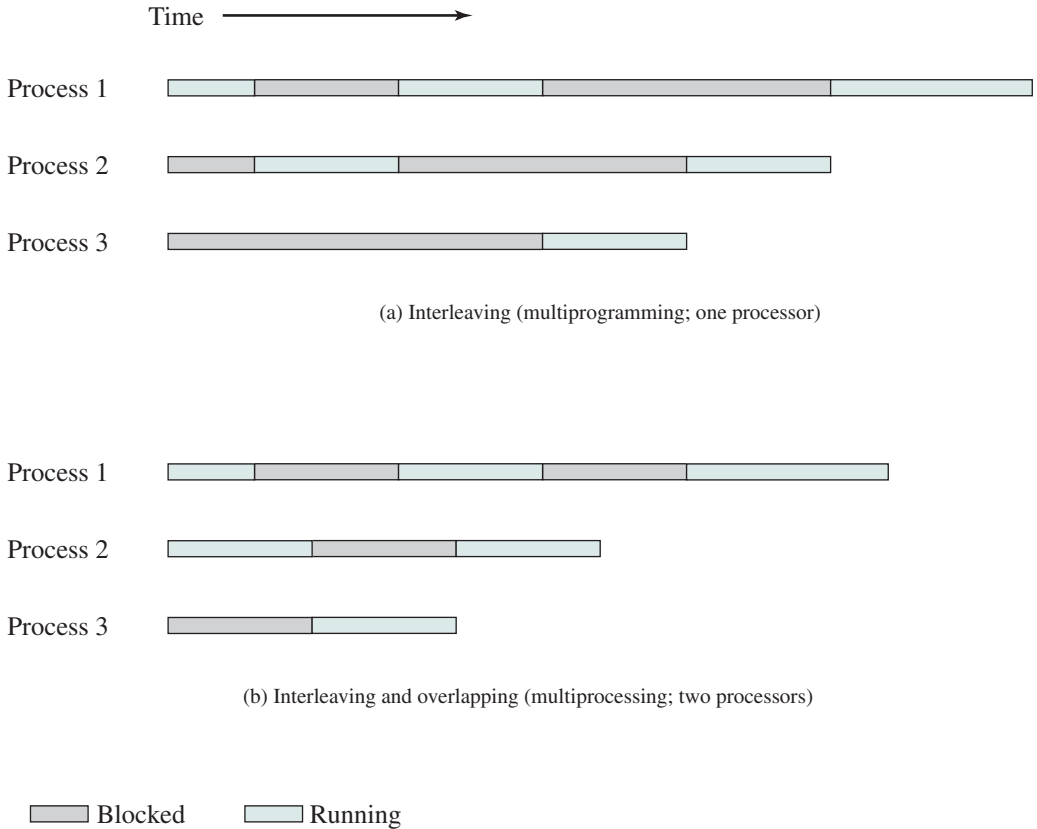 Time
Process 1
Process 2
Process 3
(a) Interleaving (multiprogramming; one processor)
Process 1
Process 2
Process 3
(b) Interleaving and overlapping (multiprocessing; two processors)
Blocked Running